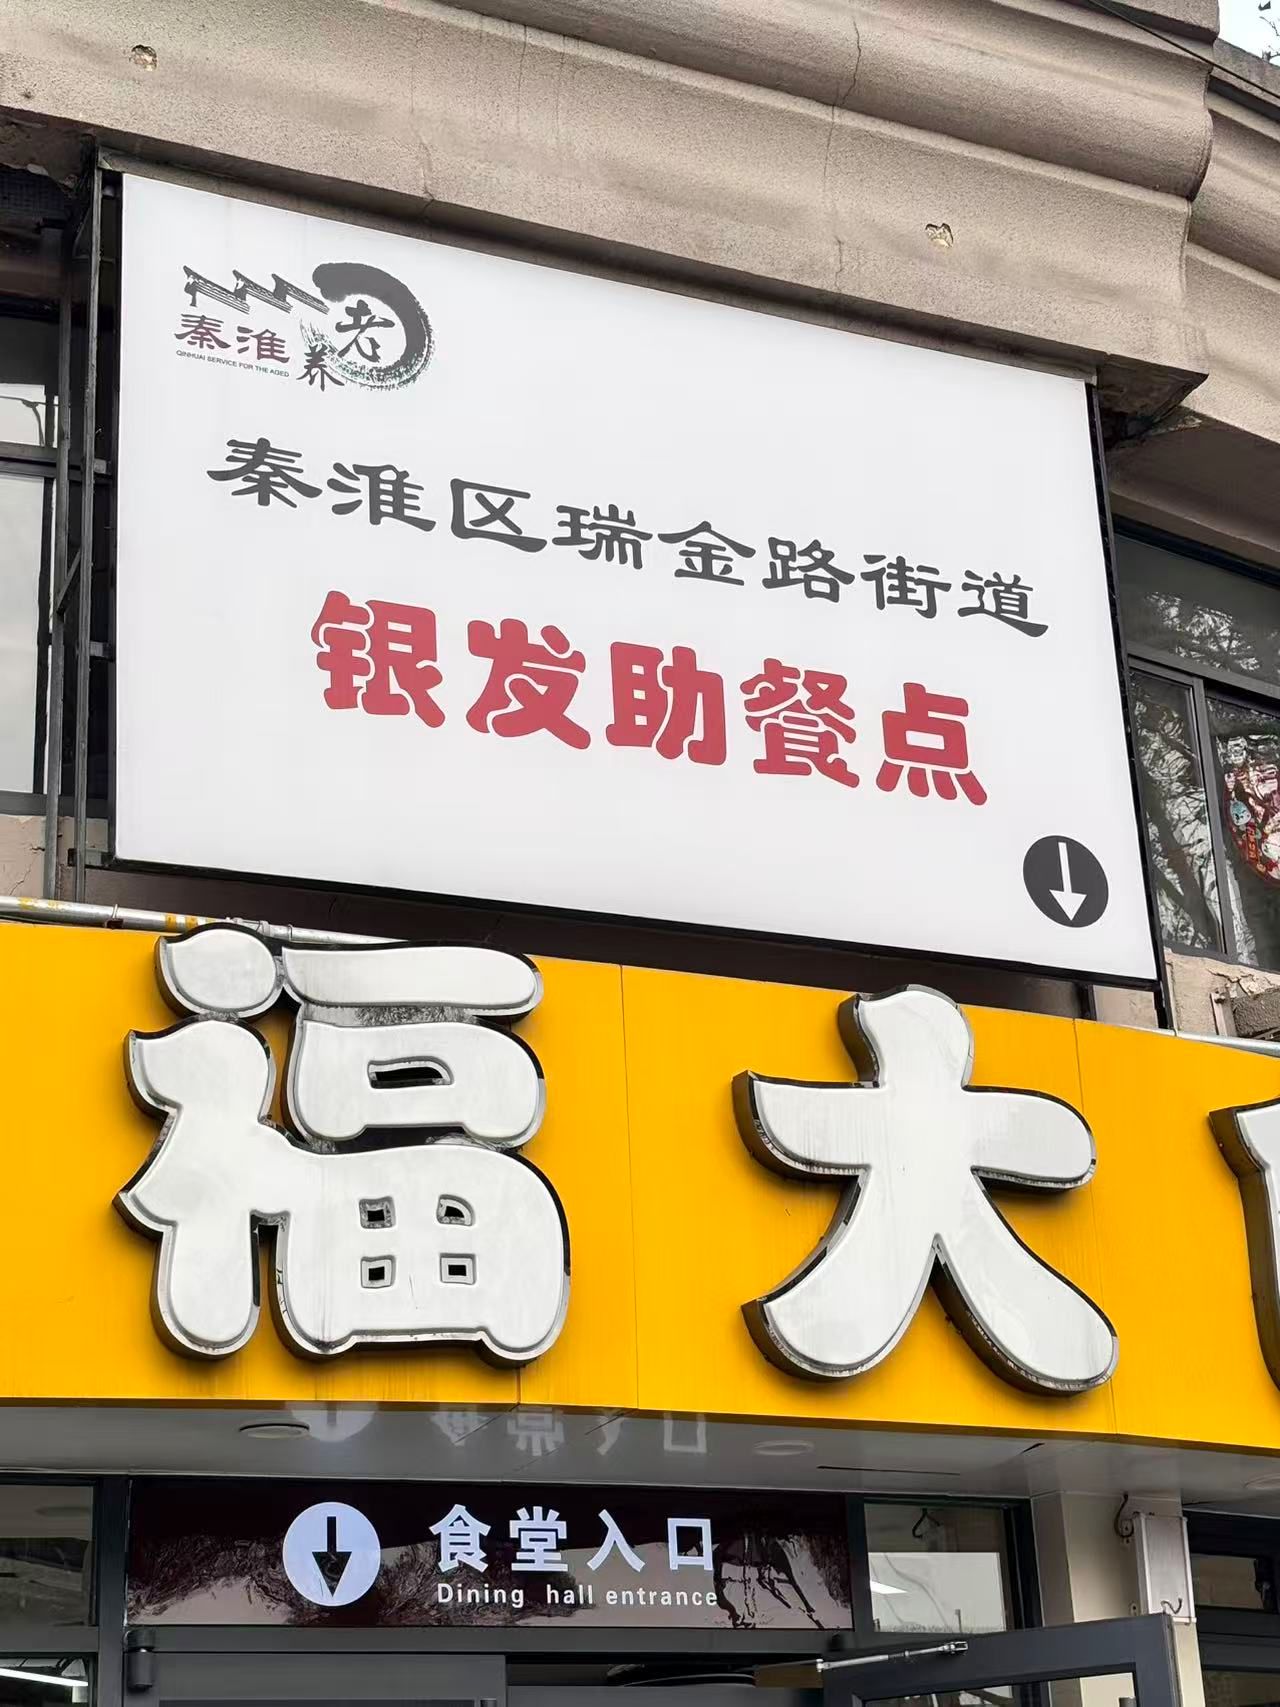 秦淮
养老
QINHUAI SERVICE FOR THE AGED
秦淮区瑞金路街道
银发助餐点
福大
食堂入口
Dining hall entrance